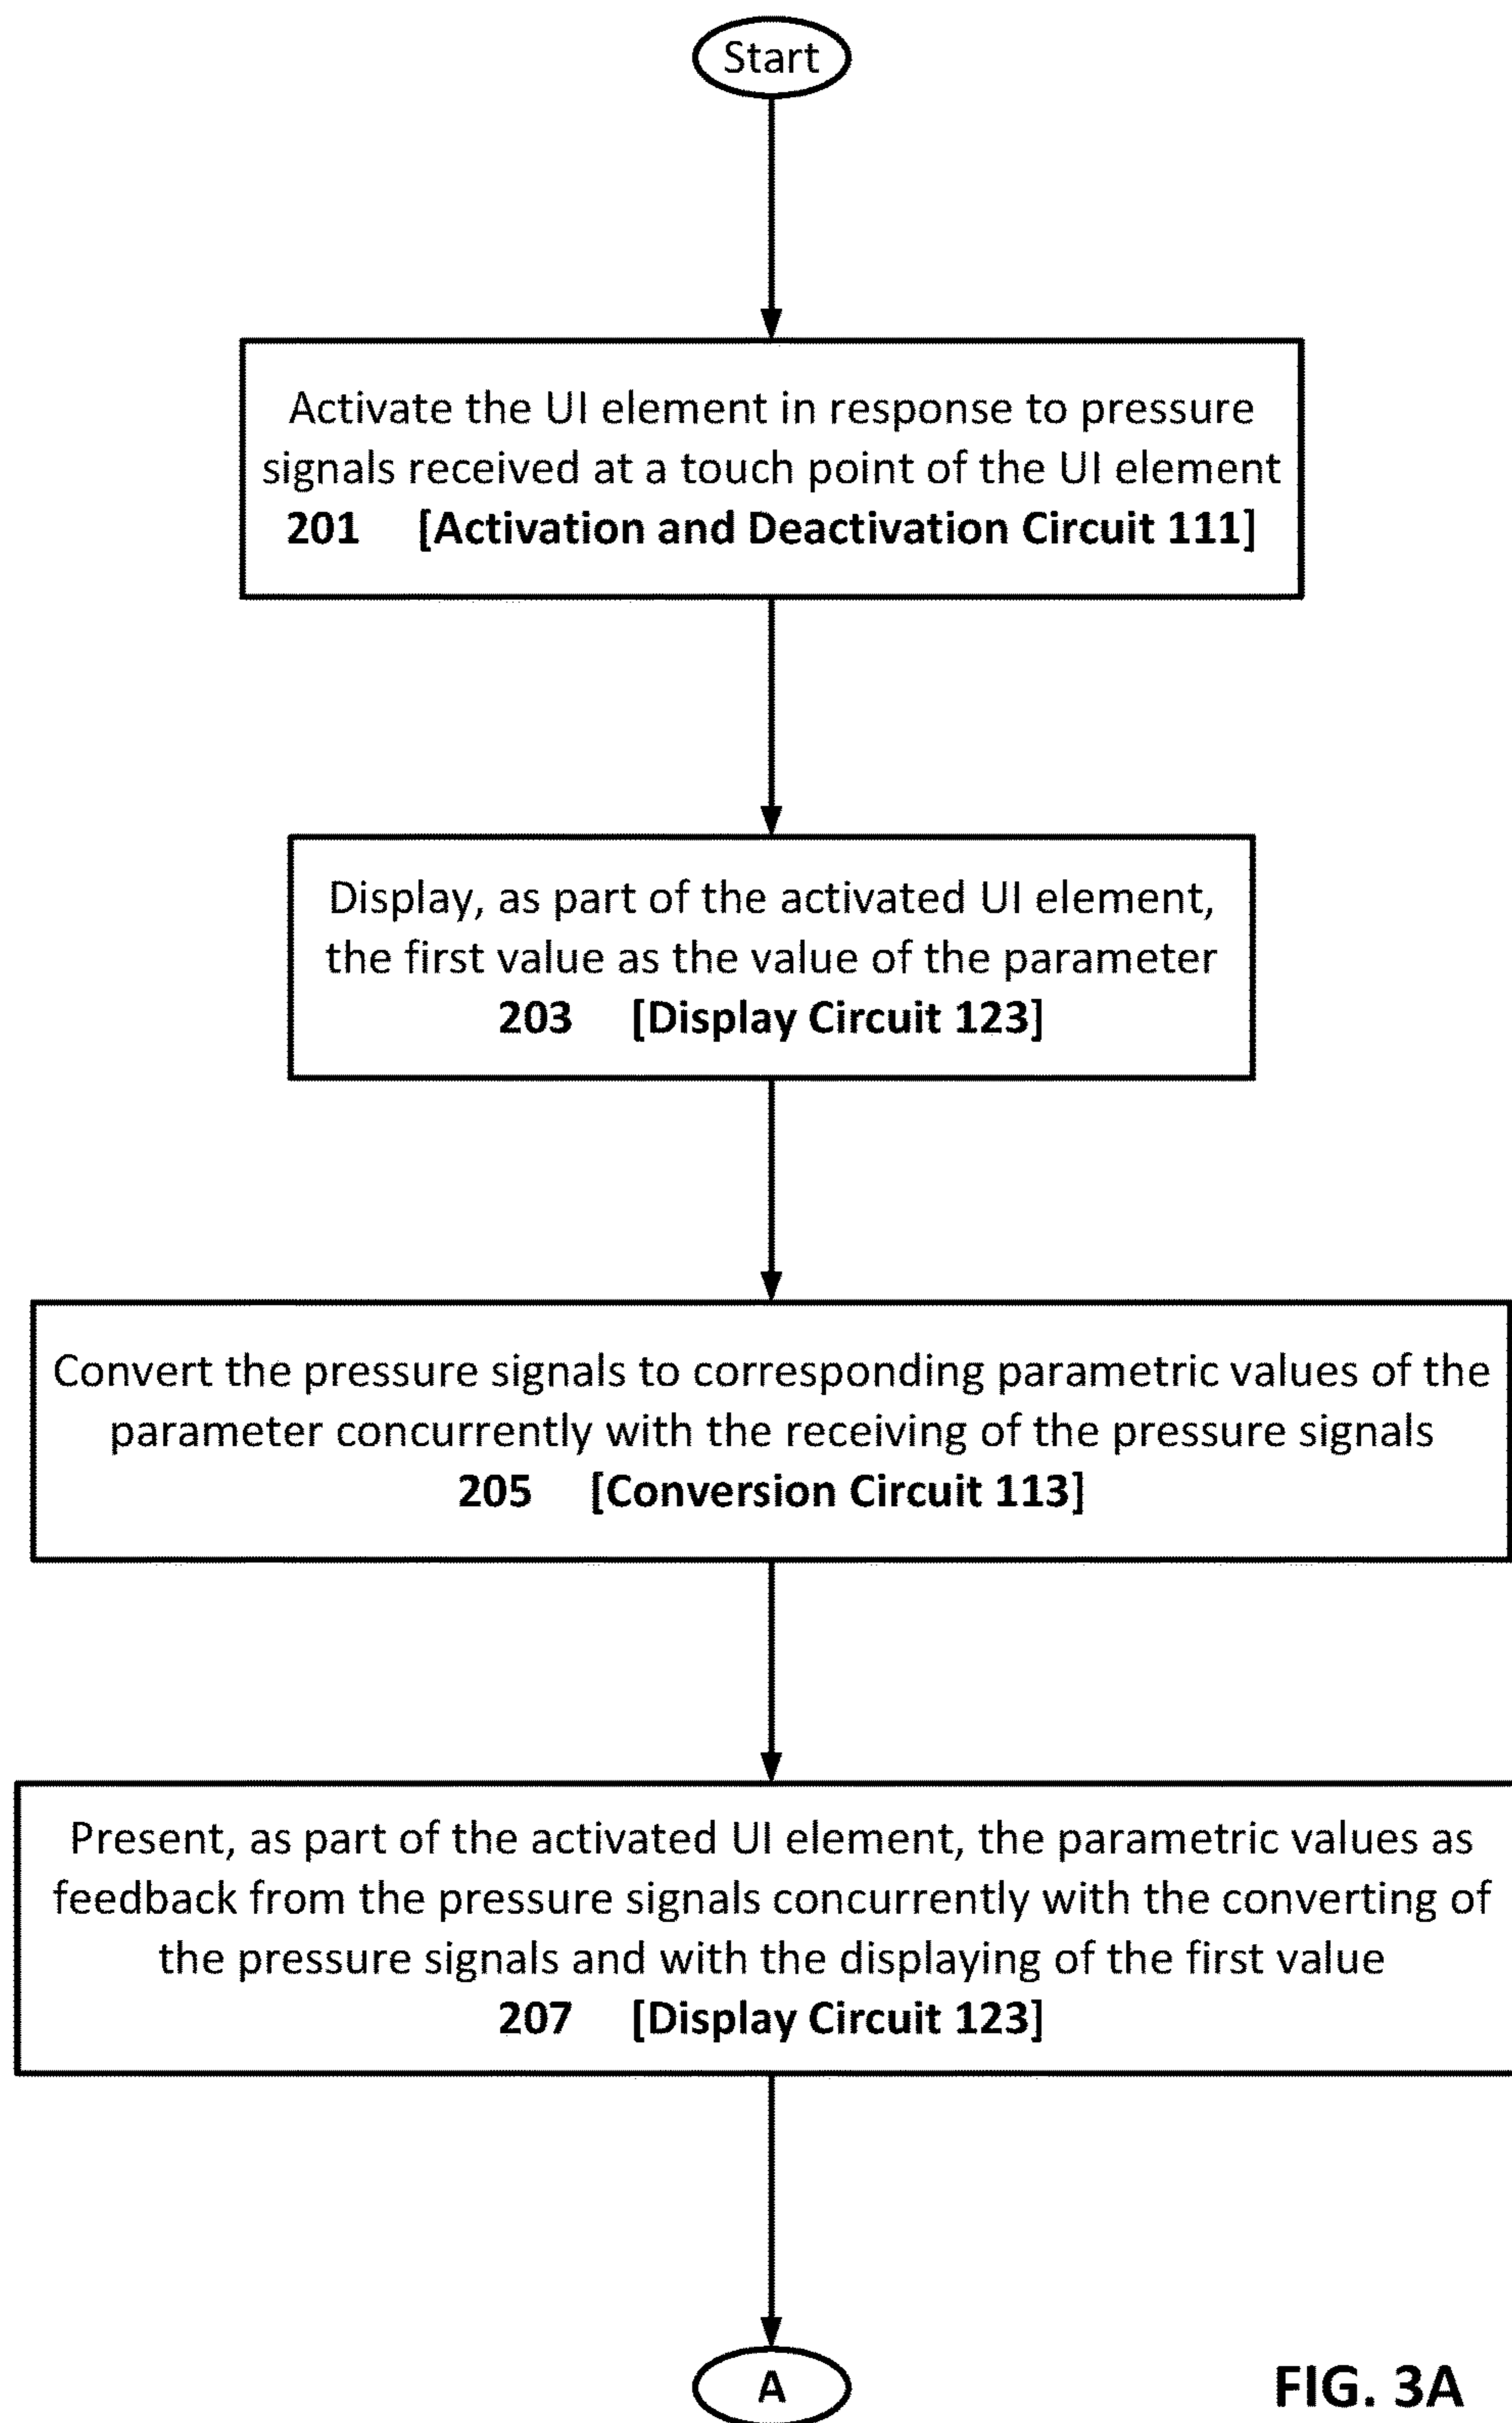 Start
Activate the UI element in response to pressure
signals received at a touch point of the UI element
201 [Activation and Deactivation Circuit 111]
Display, as part of the activated UI element,
the first value as the value of the parameter
203 [Display Circuit 123]
Convert the pressure signals to corresponding parametric values of the
parameter concurrently with the receiving of the pressure signals
205 [Conversion Circuit 113]
Present, as part of the activated UI element, the parametric values as
feedback from the pressure signals concurrently with the converting of
the pressure signals and with the displaying of the first value
207 [Display Circuit 123]
A
FIG. 3A